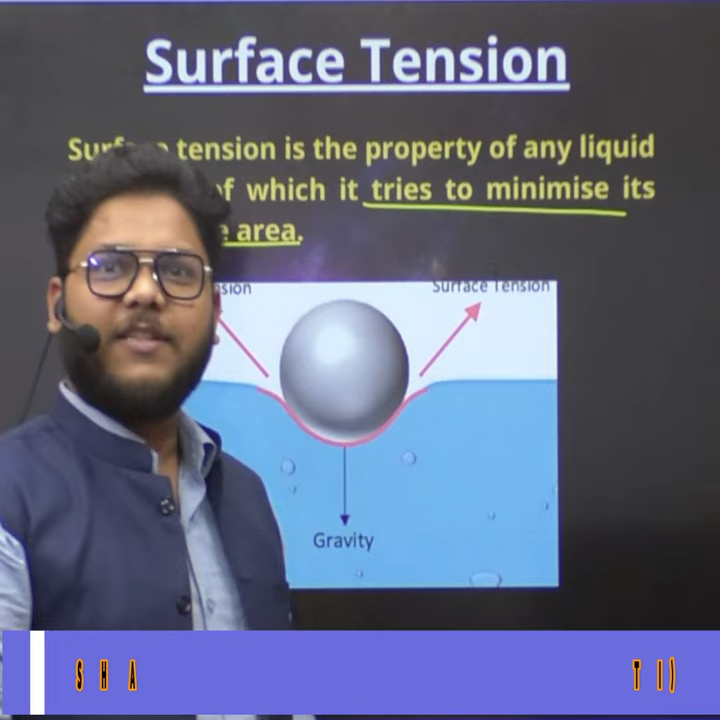 Surface Tension
tension is the property of any liquid
of which it tries to minimise its
area.
Surface Tension
Gravity
S H A T I)